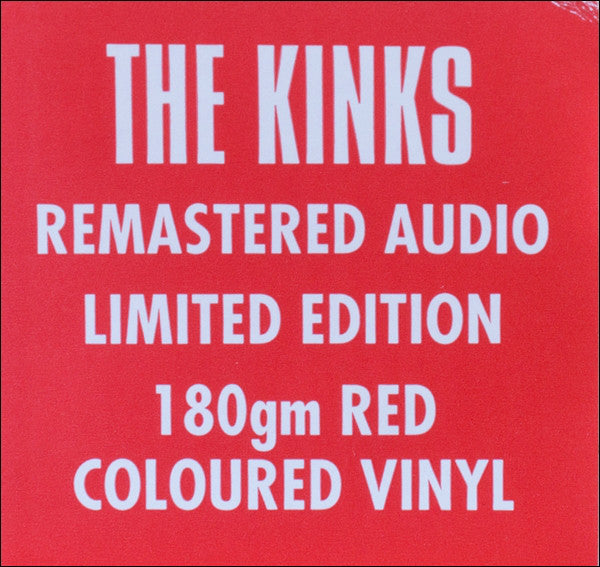 THE KINKS
REMASTERED AUDIO
LIMITED EDITION
180gm RED
COLOURED VINYL